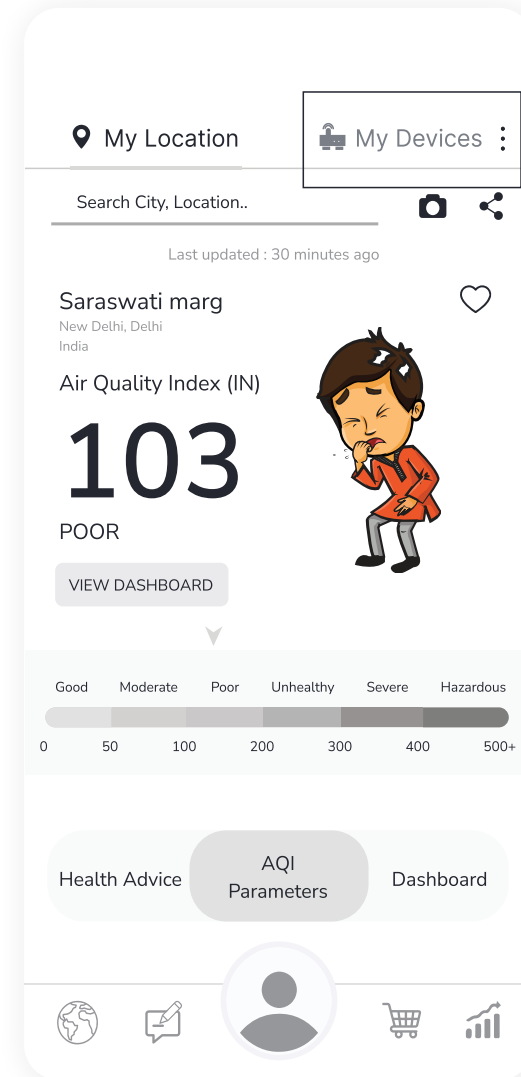 My Location My Devices
Search City, Location..
Last updated : 30 minutes ago
Saraswati marg
New Delhi, Delhi
India
Air Quality Index (IN)
103
POOR
VIEW DASHBOARD
Good Moderate Poor Unhealthy Severe Hazardous
0 50 100 200 300 400 500+
Health Advice AQI Parameters Dashboard